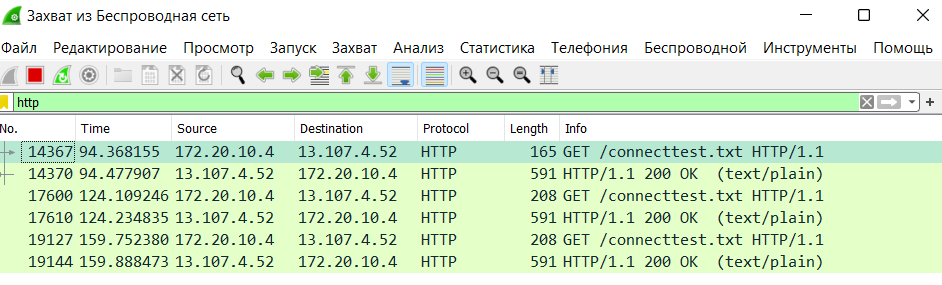 Захват из Беспроводная сеть
Файл Редактирование Просмотр Запуск Захват Анализ Статистика Телефония Беспроводной Инструменты Помощь
http
No. Time Source Destination Protocol Length Info
14367 94.368155 172.20.10.4 13.107.4.52 HTTP 165 GET /connecttest.txt HTTP/1.1
14370 94.477907 13.107.4.52 172.20.10.4 HTTP 591 HTTP/1.1 200 OK (text/plain)
17600 124.109246 172.20.10.4 13.107.4.52 HTTP 208 GET /connecttest.txt HTTP/1.1
17610 124.234835 13.107.4.52 172.20.10.4 HTTP 591 HTTP/1.1 200 OK (text/plain)
19127 159.752380 172.20.10.4 13.107.4.52 HTTP 208 GET /connecttest.txt HTTP/1.1
19144 159.888473 13.107.4.52 172.20.10.4 HTTP 591 HTTP/1.1 200 OK (text/plain)